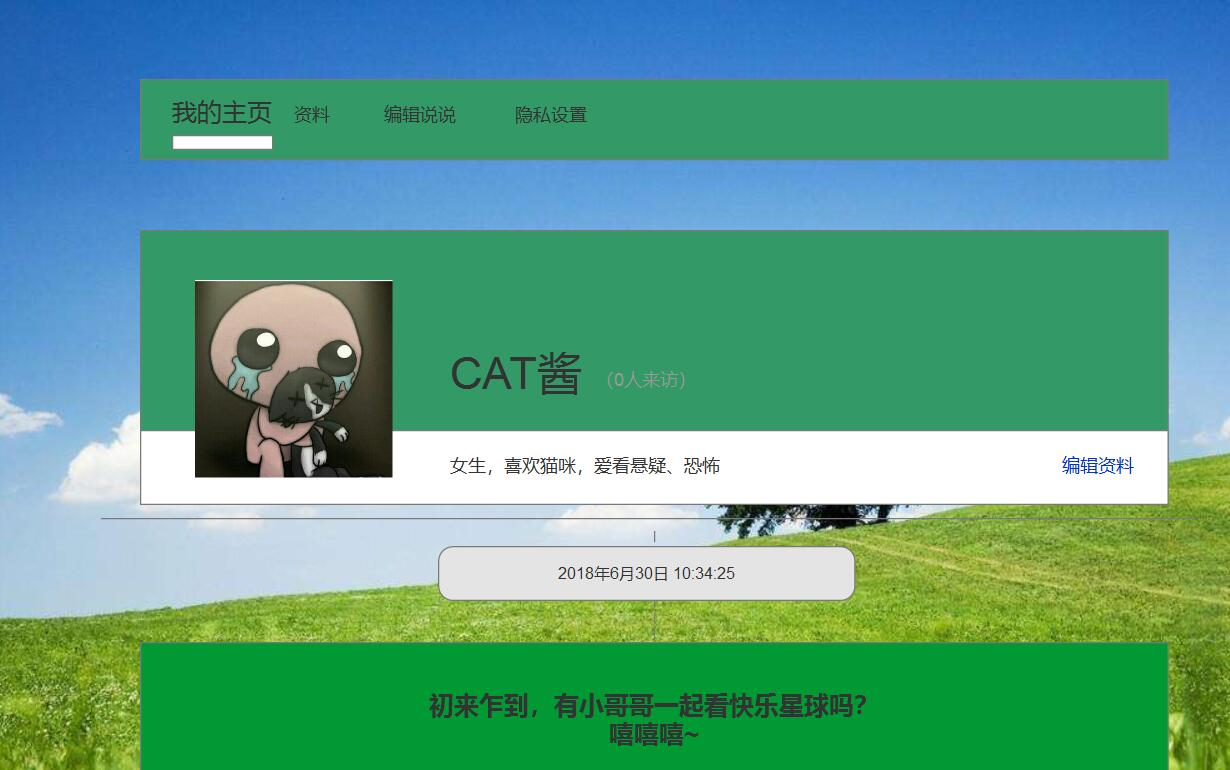 我的主页 资料 编辑说说 隐私设置
CAT酱 （0人来访）
女生，喜欢猫咪，爱看悬疑、恐怖 编辑资料
2018年6月30日 10:34:25
初来乍到，有小哥哥一起看快乐星球吗？
嘻嘻嘻~